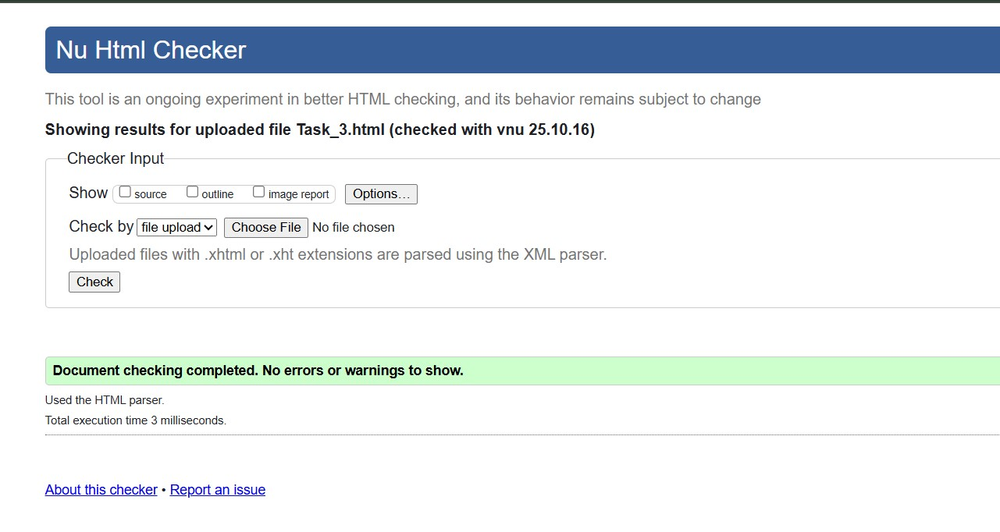 Nu Html Checker
This tool is an ongoing experiment in better HTML checking, and its behavior remains subject to change
Showing results for uploaded file Task_3.html (checked with vnu 25.10.16)
Checker Input
Show source outline image report Options...
Check by file upload Choose File No file chosen
Uploaded files with .xhtml or .xht extensions are parsed using the XML parser.
Check
Document checking completed. No errors or warnings to show.
Used the HTML parser.
Total execution time 3 milliseconds.
About this checker • Report an issue